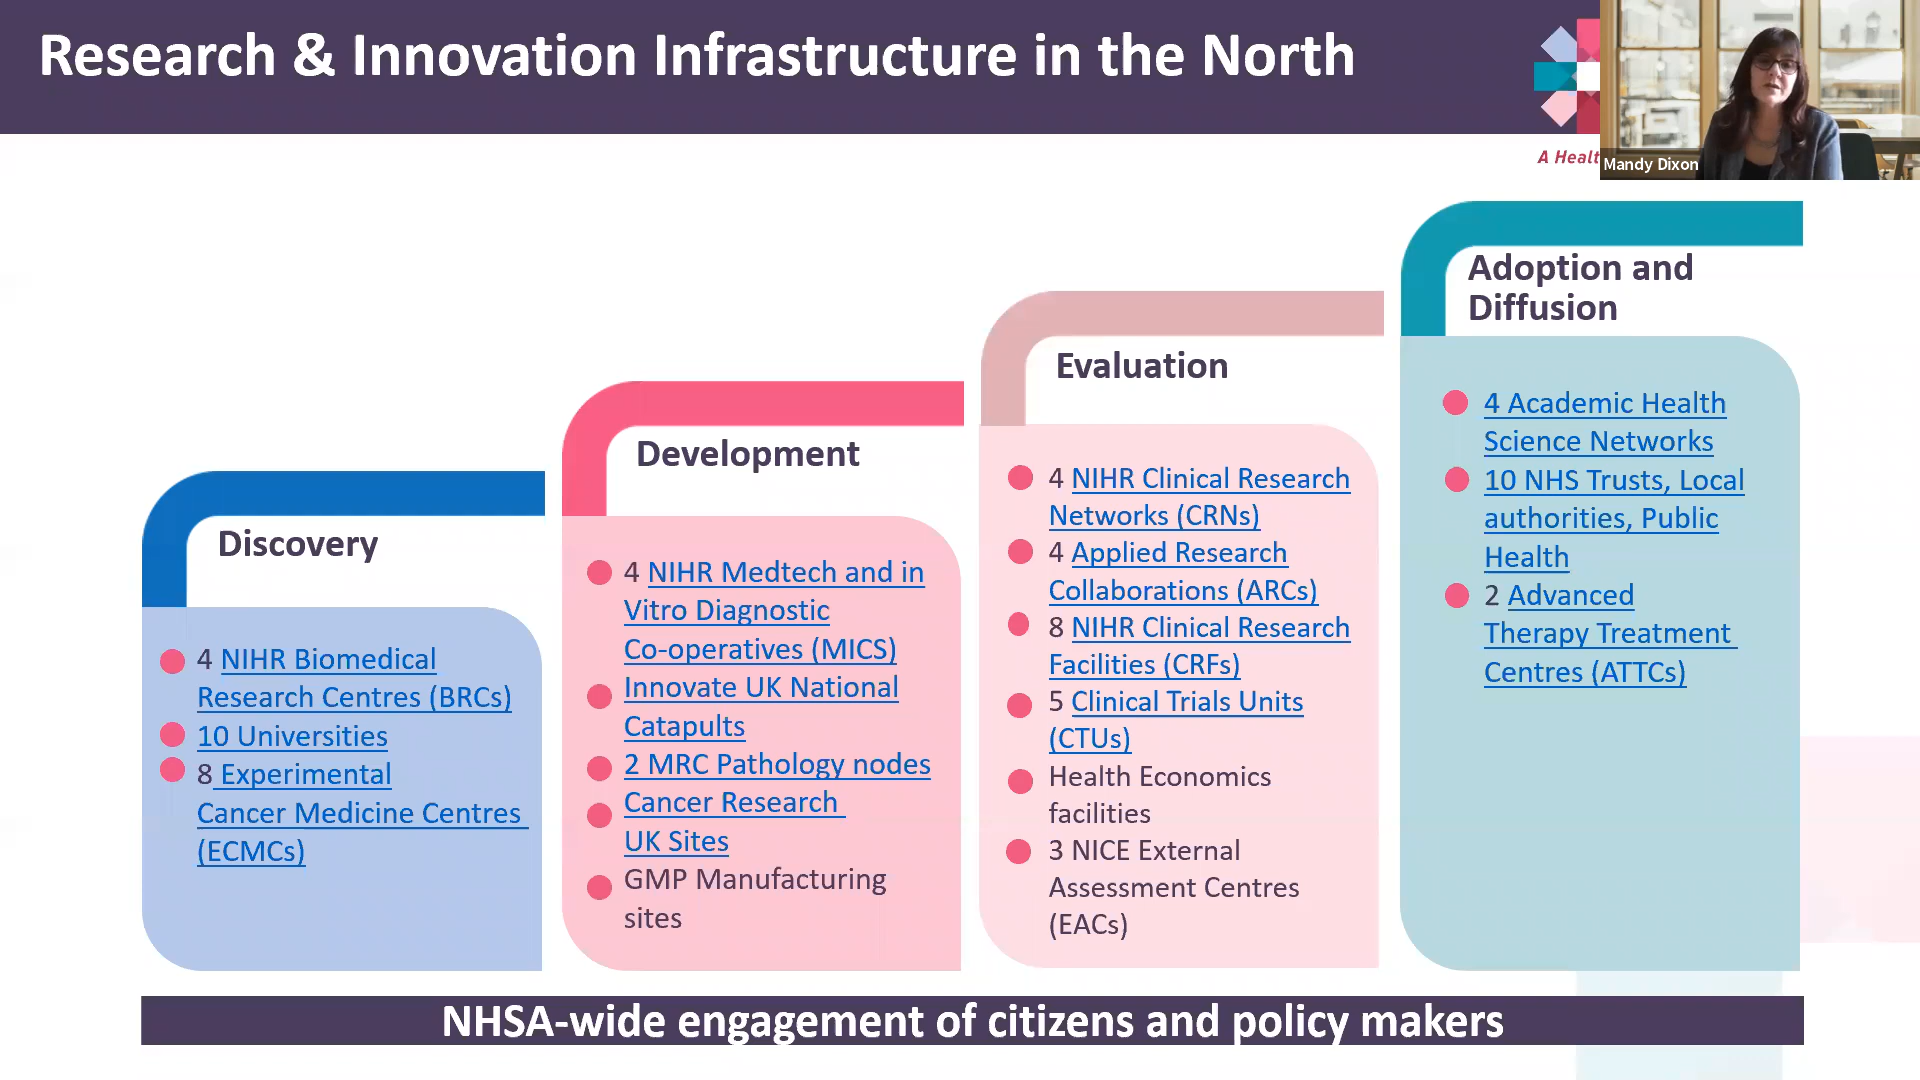 Research & Innovation Infrastructure in the North
A Healt
Mandy Dixon
Discovery
4 NIHR Biomedical
Research Centres (BRCs)
10 Universities
8 Experimental
Cancer Medicine Centres
(ECMCs)
Development
4 NIHR Medtech and in
Vitro Diagnostic
Co-operatives (MICS)
Innovate UK National
Catapults
2 MRC Pathology nodes
Cancer Research
UK Sites
GMP Manufacturing
sites
Evaluation
4 NIHR Clinical Research
Networks (CRNs)
4 Applied Research
Collaborations (ARCs)
8 NIHR Clinical Research
Facilities (CRFs)
5 Clinical Trials Units
(CTUs)
Health Economics
facilities
3 NICE External
Assessment Centres
(EACs)
Adoption and
Diffusion
4 Academic Health
Science Networks
10 NHS Trusts, Local
authorities, Public
Health
2 Advanced
Therapy Treatment
Centres (ATTCs)
NHSA-wide engagement of citizens and policy makers